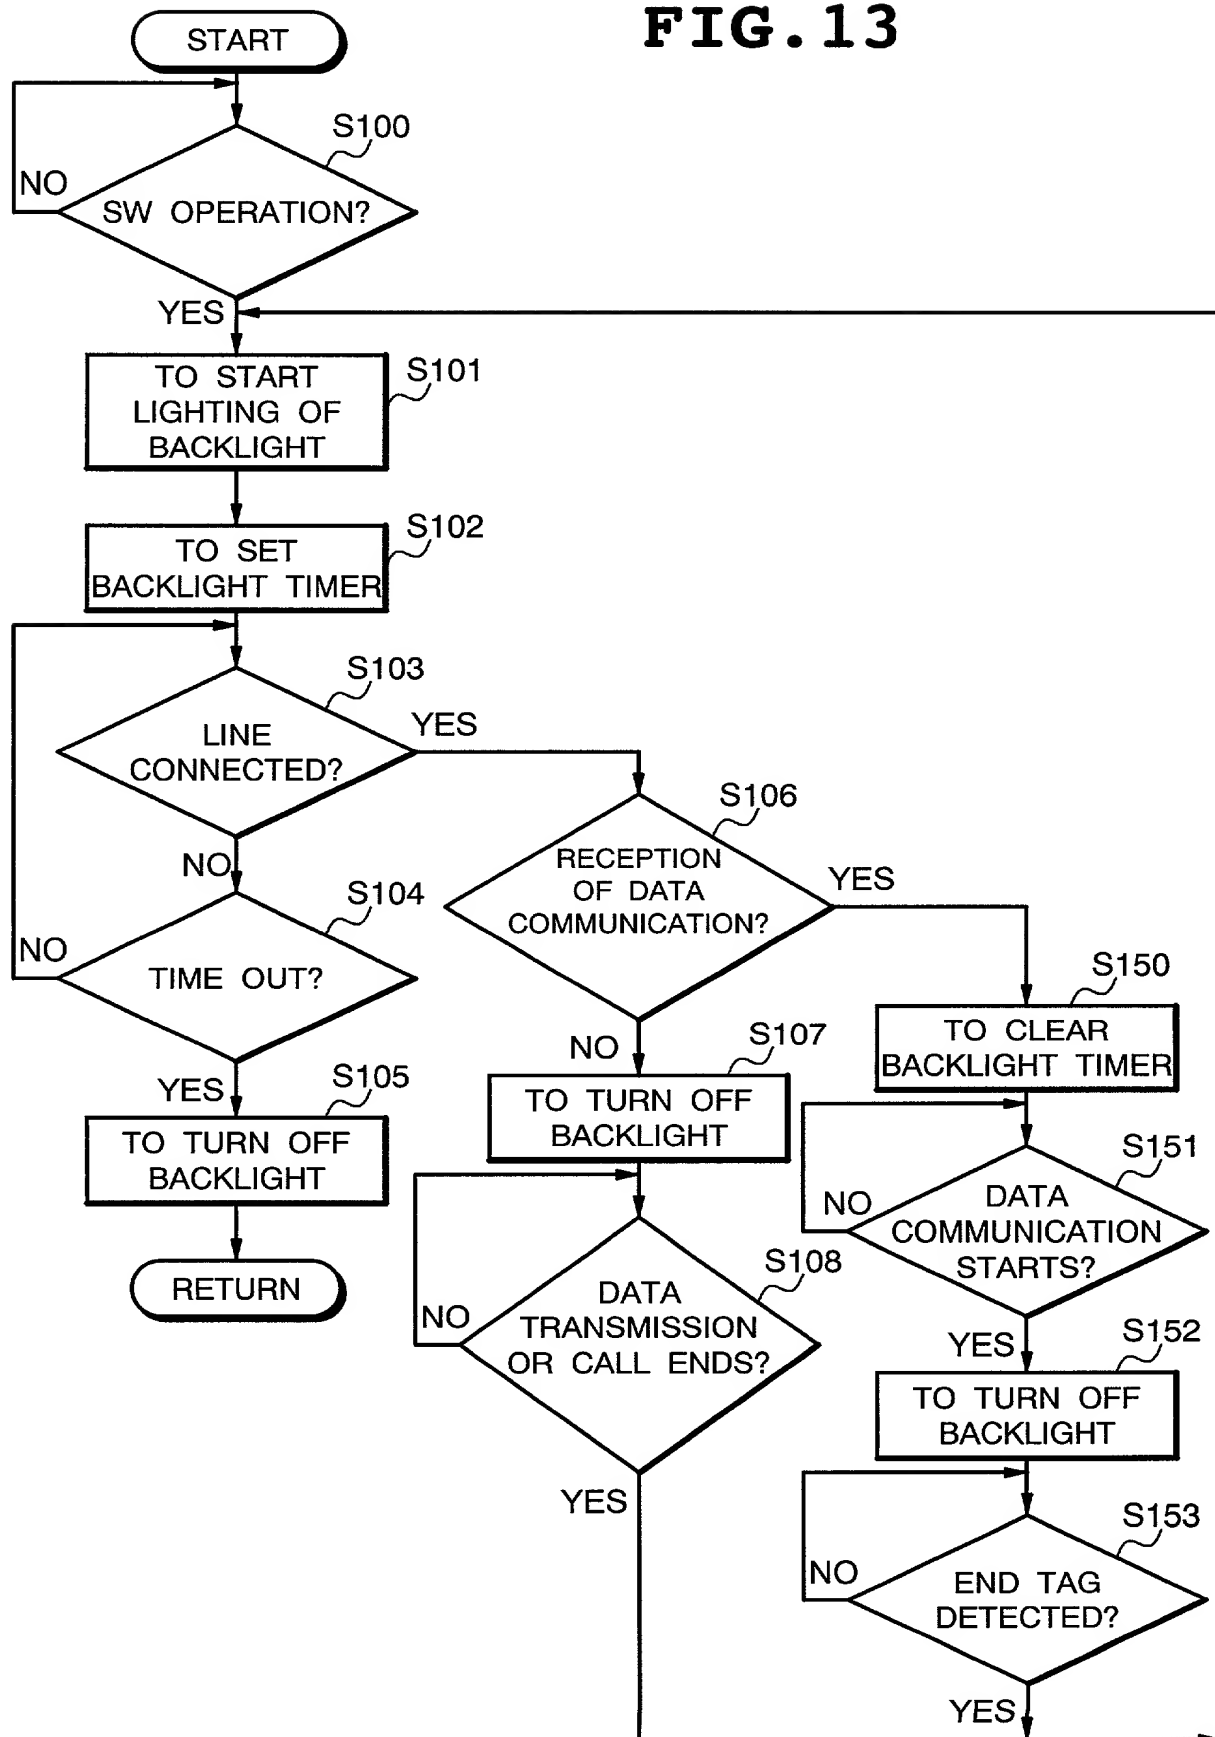 FIG.13
START
S100
NO
SW OPERATION?
YES
S101
TO START
LIGHTING OF
BACKLIGHT
S102
TO SET
BACKLIGHT TIMER
S103
LINE
CONNECTED?
YES
NO
S104
NO
TIME OUT?
YES
S105
TO TURN OFF
BACKLIGHT
RETURN
S106
RECEPTION
OF DATA
COMMUNICATION?
YES
NO
S107
TO TURN OFF
BACKLIGHT
S108
NO
DATA
TRANSMISSION
OR CALL ENDS?
YES
S150
TO CLEAR
BACKLIGHT TIMER
S151
NO
DATA
COMMUNICATION
STARTS?
YES
S152
TO TURN OFF
BACKLIGHT
S153
NO
END TAG
DETECTED?
YES